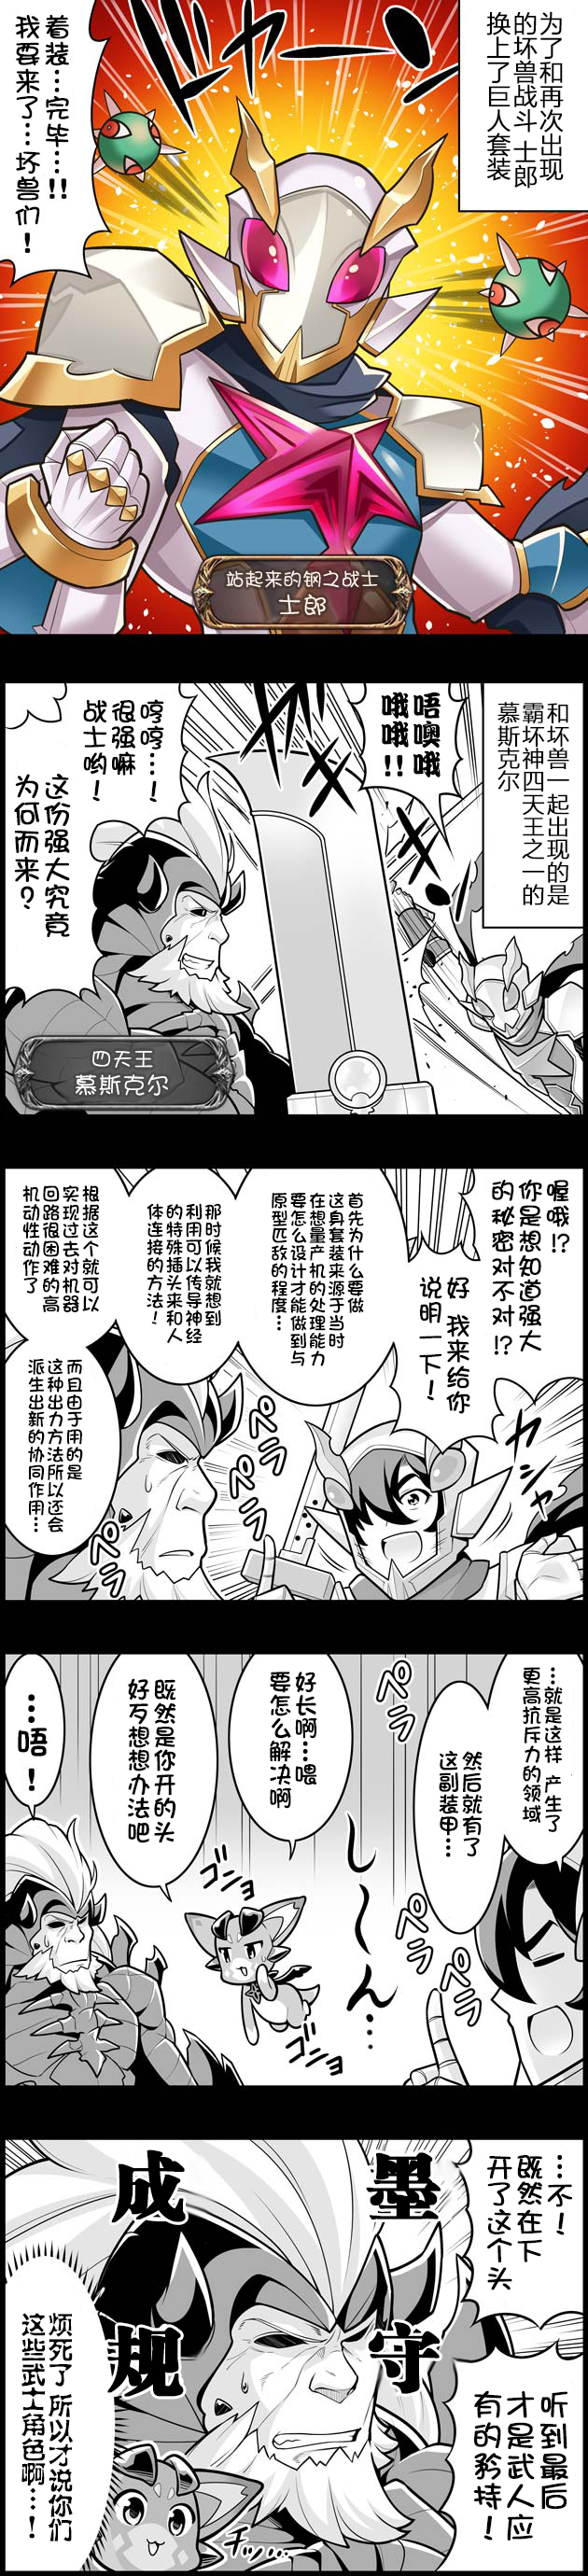 为了和再次出现
的坏兽战斗 士郎
换上了巨人套装
ドドャーーン
着装…完毕…!!
我要来了…坏兽们！
站起来的钢之战士
士郎
和坏兽一起出现的是
霸坏神四天王之一的
慕斯克尔
唔噢哦
哦哦!!
哼哼…！
很强嘛
战士哟！
这份强大究竟
为何而来？
四天王
慕斯克尔
喔哦!?
你是想知道强大
的秘密对不对!?
好 我来给你
说明一下！
首先为什么要做
这身套装来源于当时
在想量产机的处理能力
要怎么设计才能做到与
原型匹敌的程度…
那时候我就想到
利用可以传导神经
的特殊插头来和人
体连接的方法！
根据这个就可以
实现过去对机器
回路很困难的高
机动性动作了
而且由于用的是
这种出力方法所以还会
派生出新的协同作用…
ペラ
ペラ
ペラ
…就是这样 产生了
更高抗斥力的领域
然后就有了
这副装甲…
ペラ
ペラ
ペラ
好长啊…喂
要怎么解决啊
既然是你开的头
好歹想想办法吧
…唔！
し〜ん…
ゴニョ
ゴニョ
…不！
既然在下
开了这个头
听到最后
才是武人应
有的矜持！
墨守
成规
烦死了 所以才说你们
这些武士角色啊…！
チッ…